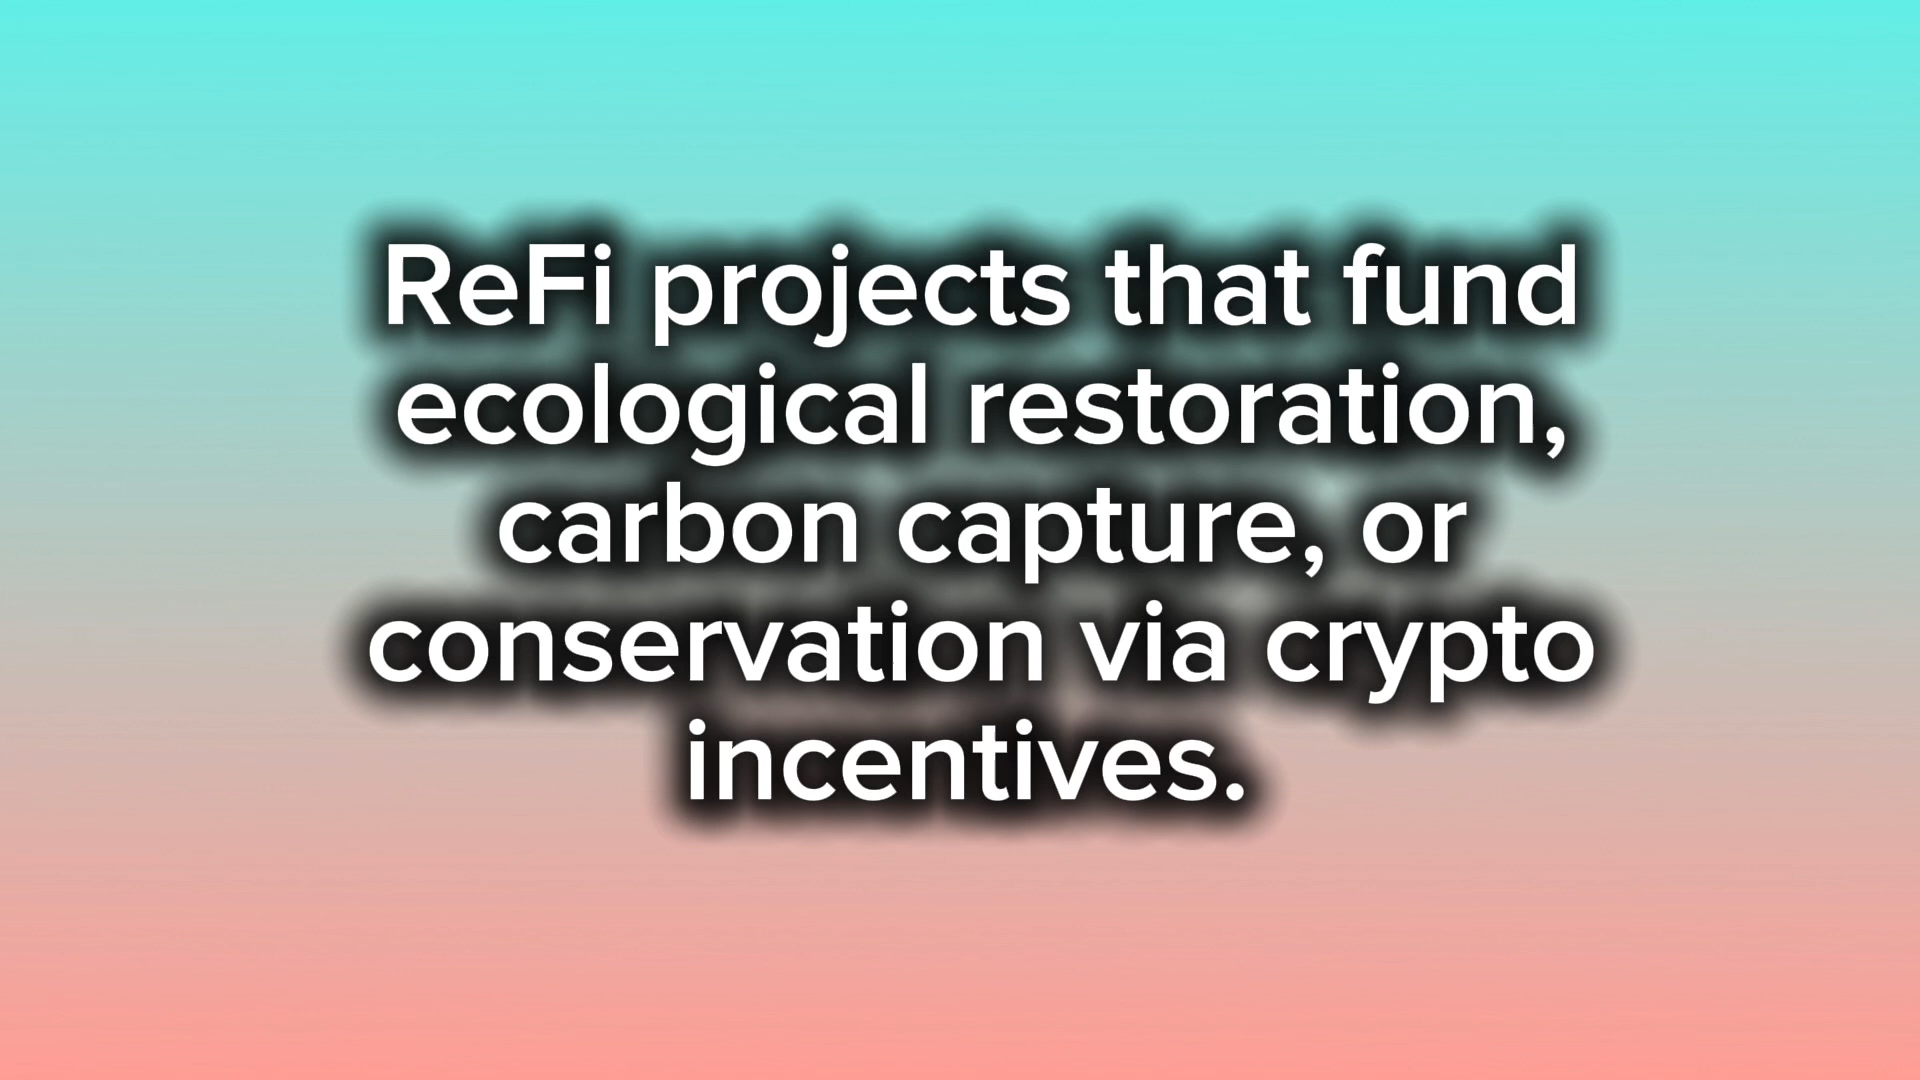 ReFi projects that fund
ecological restoration,
carbon capture, or
conservation via crypto
incentives.